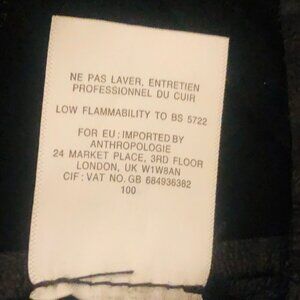 NE PAS LAVER, ENTRETIEN
PROFESSIONNEL DU CUIR
LOW FLAMMABILITY TO BS 5722
FOR EU : IMPORTED BY
ANTHROPOLOGIE
24 MARKET PLACE, 3RD FLOOR
LONDON, UK W1W8AN
CIF : VAT NO. GB 684936382
100